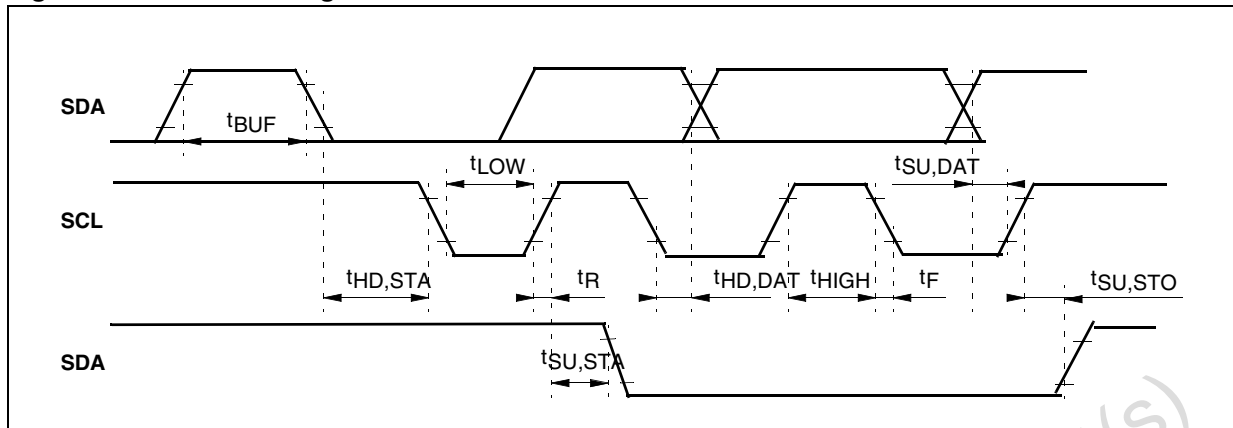 SDA
tBUF
tLOW
tSU,DAT
SCL
tHD,STA
tR
tHD,DAT
tHIGH
tF
tSU,STO
SDA
tSU,STA
(s)